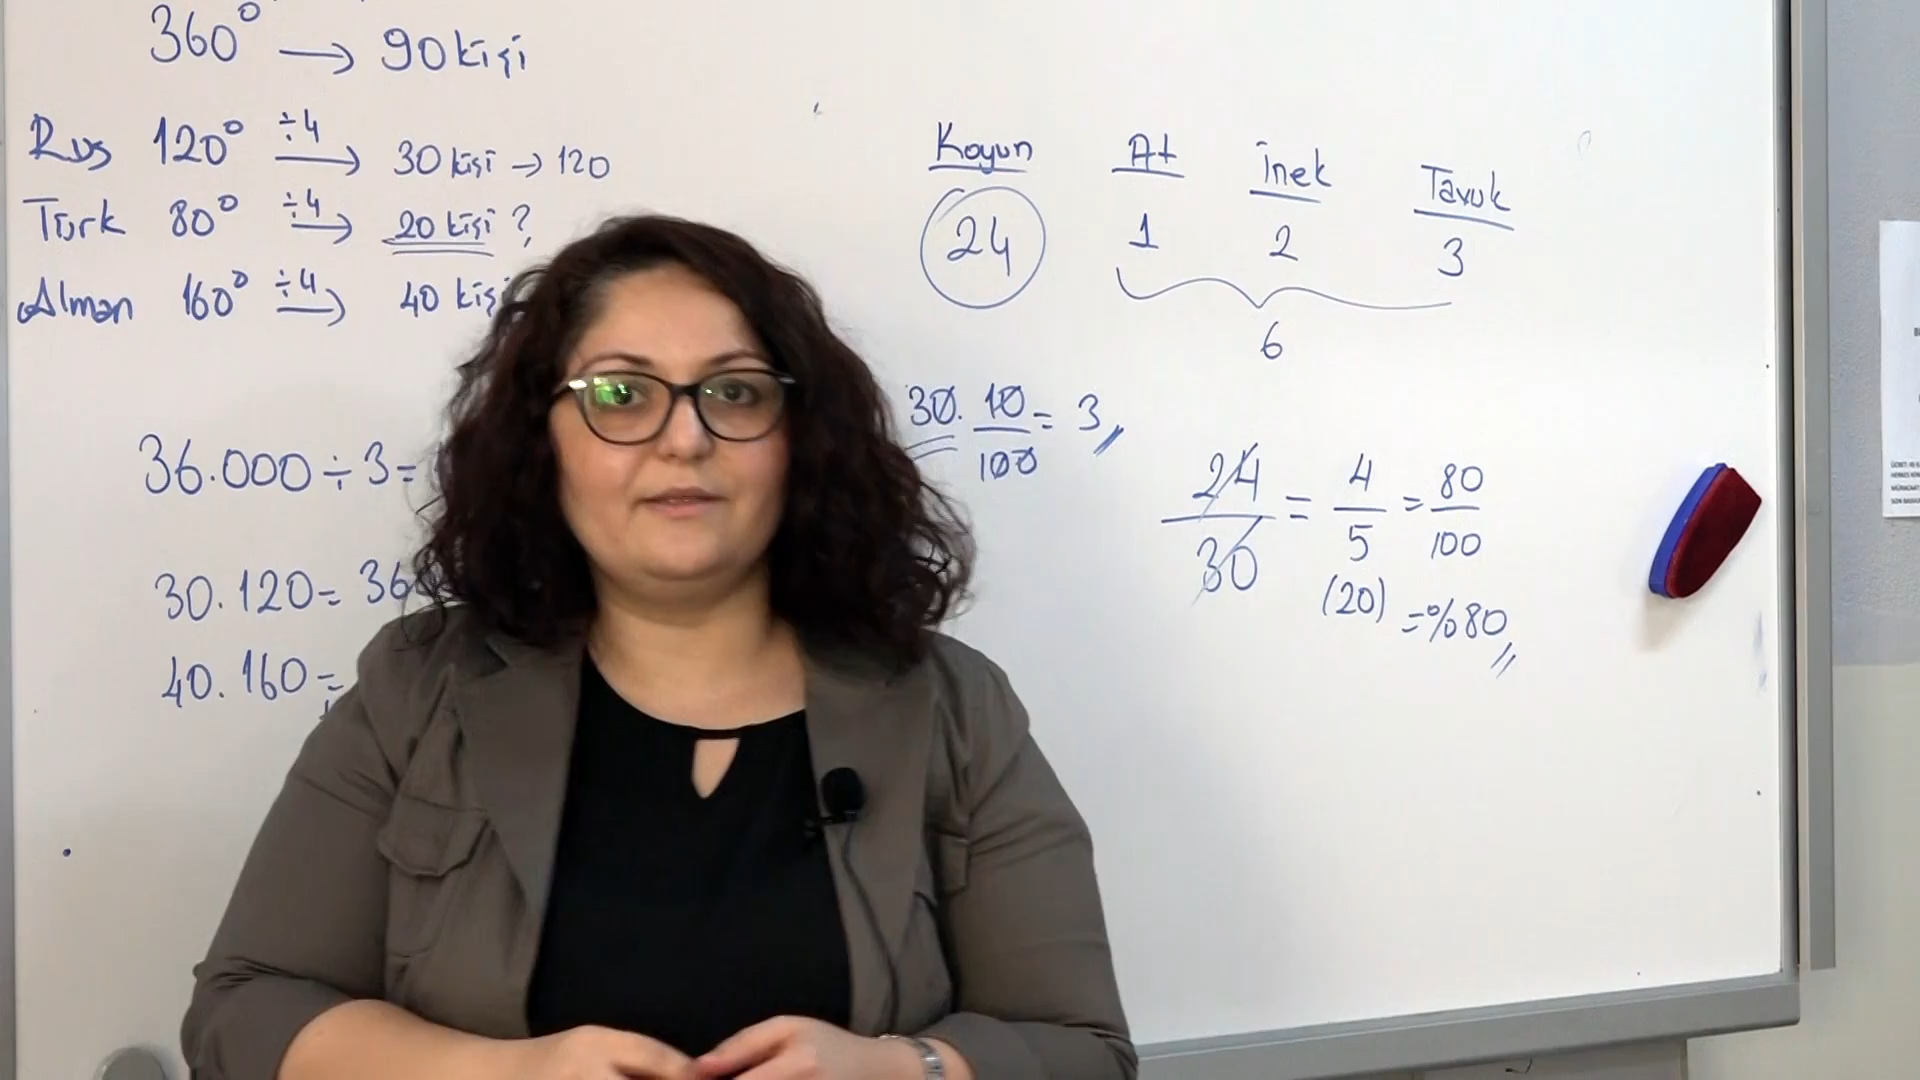 360° → 90 kişi
Rus 120° ÷4 → 30 kişi → 120
Türk 80° ÷4 → 20 kişi ?
Alman 160° ÷4 → 40 kişi
36.000 ÷ 3 =
30. 120 = 36
40. 160 =
Koyun At İnek Tavuk
24 1 2 3
6
30. 10/100 = 3
24/30 = 4/5 = 80/100
(20) = %80